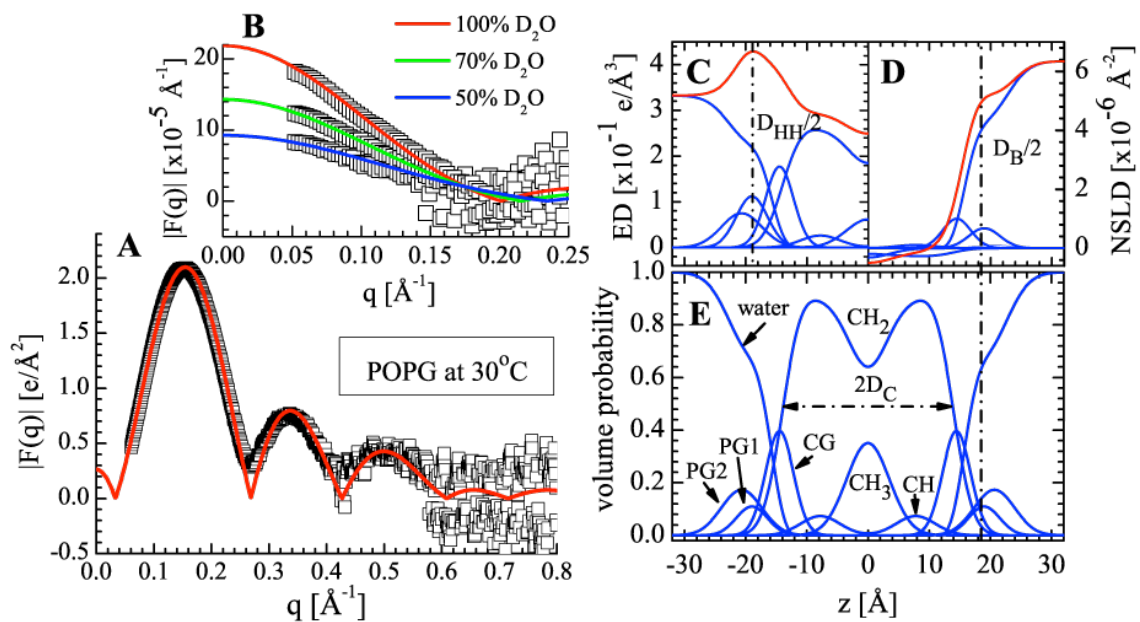 B
100% D₂O
70% D₂O
50% D₂O
|F(q)| [x10⁻⁵ Å⁻¹]
20
10
0
0.00 0.05 0.10 0.15 0.20 0.25
q [Å⁻¹]
A
|F(q)| [e/Å²]
2.0
1.5
1.0
0.5
0.0
-0.5
POPG at 30°C
0.0 0.1 0.2 0.3 0.4 0.5 0.6 0.7 0.8
q [Å⁻¹]
C
D_HH/2
ED [x10⁻¹ e/Å³]
4
3
2
1
0
D
D_B/2
6
4
2
0
NSLD [x10⁻⁶ Å⁻²]
E
water
CH₂
2D_C
PG1
PG2
CG
CH₃
CH
volume probability
1.0
0.8
0.6
0.4
0.2
0.0
-30 -20 -10 0 10 20 30
z [Å]